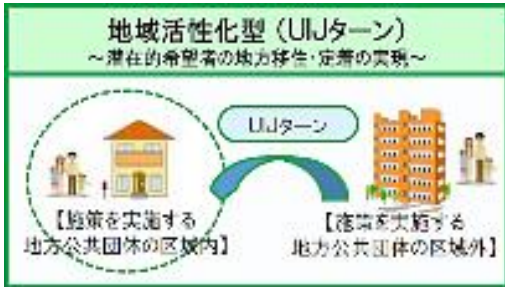 地域活性化型（UIJターン）
～潜在的希望者の地方移住・定着の実現～
UIJターン
【施策を実施する
地方公共団体の区域内】
【施策を実施する
地方公共団体の区域外】